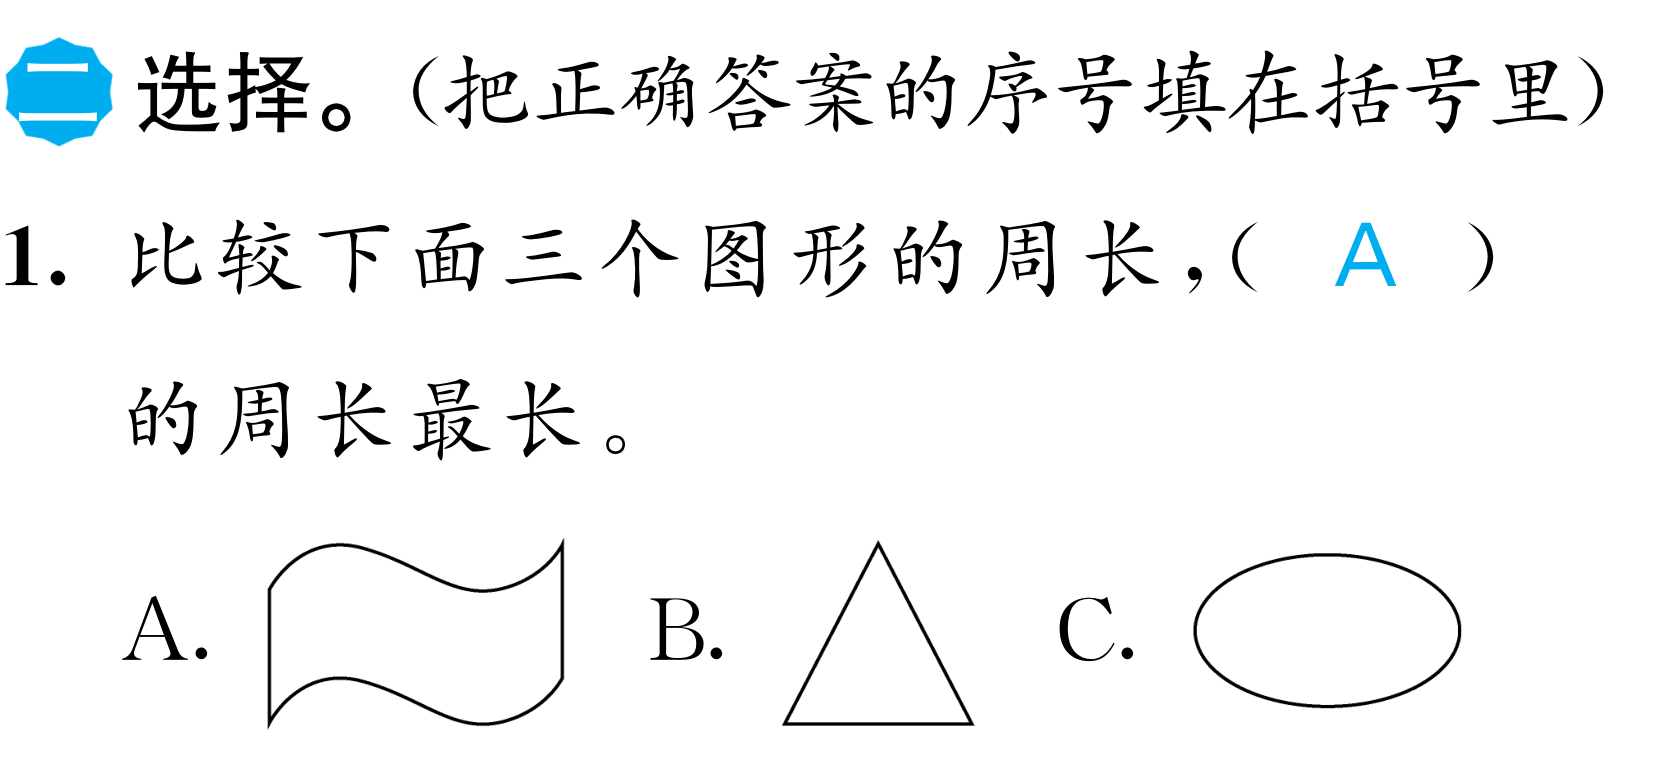 二 选择。(把正确答案的序号填在括号里)
1. 比较下面三个图形的周长,( A )
的周长最长。
A. B. C.